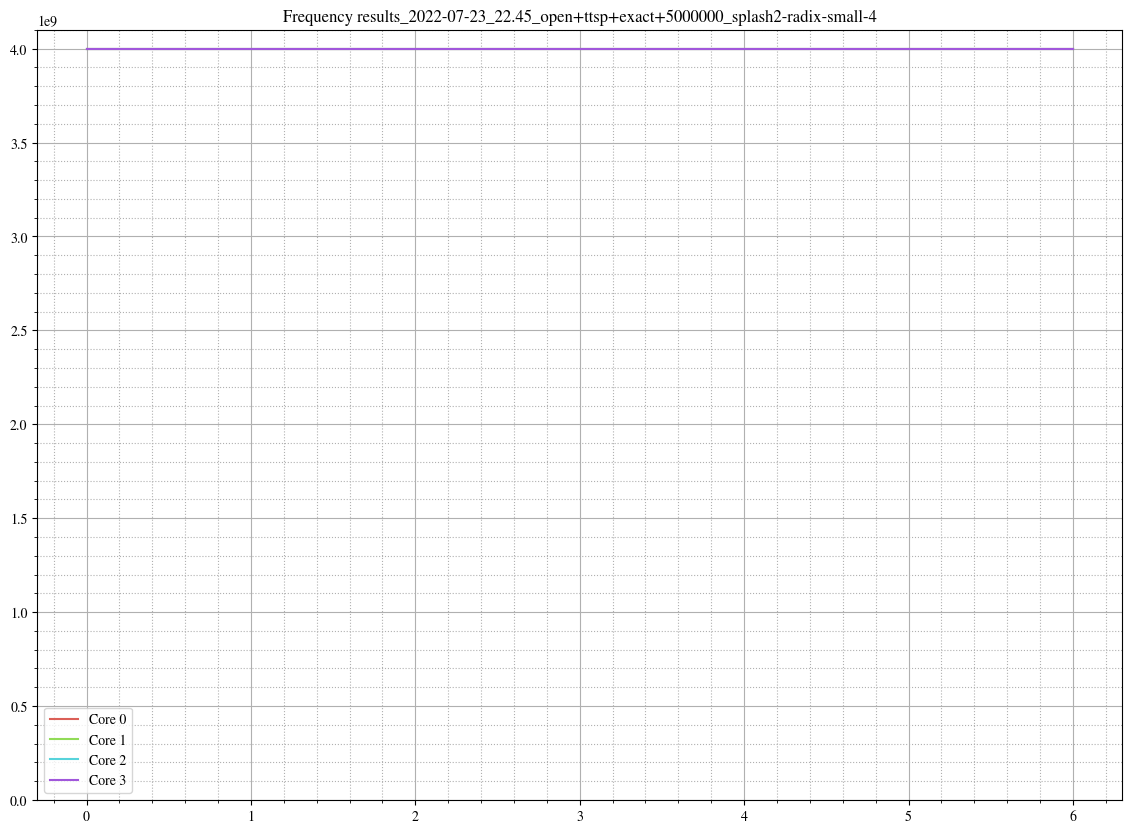 Frequency results_2022-07-23_22.45_open+ttsp+exact+5000000_splash2-radix-small-4
1e9
4.0
3.5
3.0
2.5
2.0
1.5
1.0
0.5
0.0
Core 0
Core 1
Core 2
Core 3
0 1 2 3 4 5 6